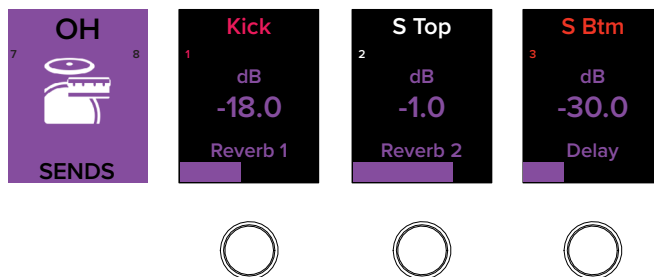 OH
7 8
SENDS
Kick
1
dB
-18.0
Reverb 1
S Top
2
dB
-1.0
Reverb 2
S Btm
3
dB
-30.0
Delay